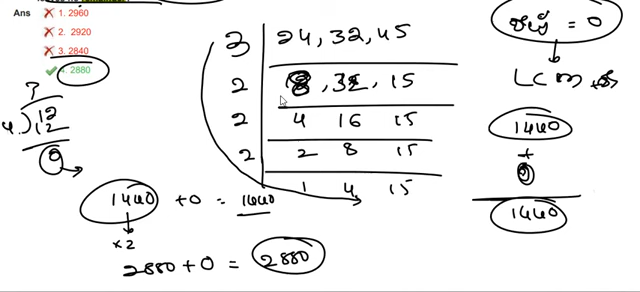 Ans
1. 2960
2. 2920
3. 2840
4. 2880
3 | 24, 32, 45
2 | 8, 32, 15
2 | 4 16 15
2 | 2 8 15
1 4 15
3
4) 12
12
0
1440 + 0 = 1440
×2
2880 + 0 = 2880
= 0
LCM
1440
+
0
1440